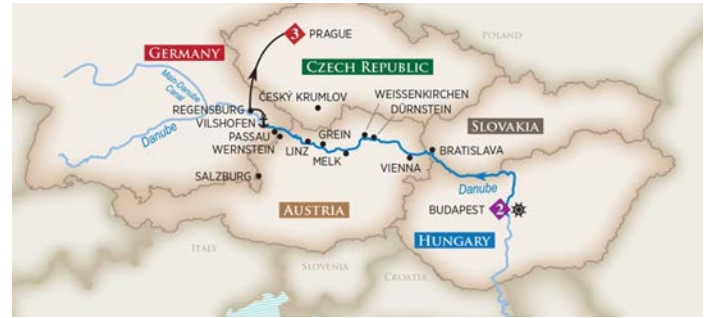 POLAND
3
PRAGUE
GERMANY
CZECH REPUBLIC
Main-Danube
Canal
ČESKÝ KRUMLOV
WEISSENKIRCHEN
DÜRNSTEIN
REGENSBURG
VILSHOFEN
PASSAU
WERNSTEIN
GREIN
SLOVAKIA
Danube
LINZ
MELK
VIENNA
BRATISLAVA
SALZBURG
Danube
AUSTRIA
BUDAPEST
2
HUNGARY
ITALY
SLOVENIA
CROATIA